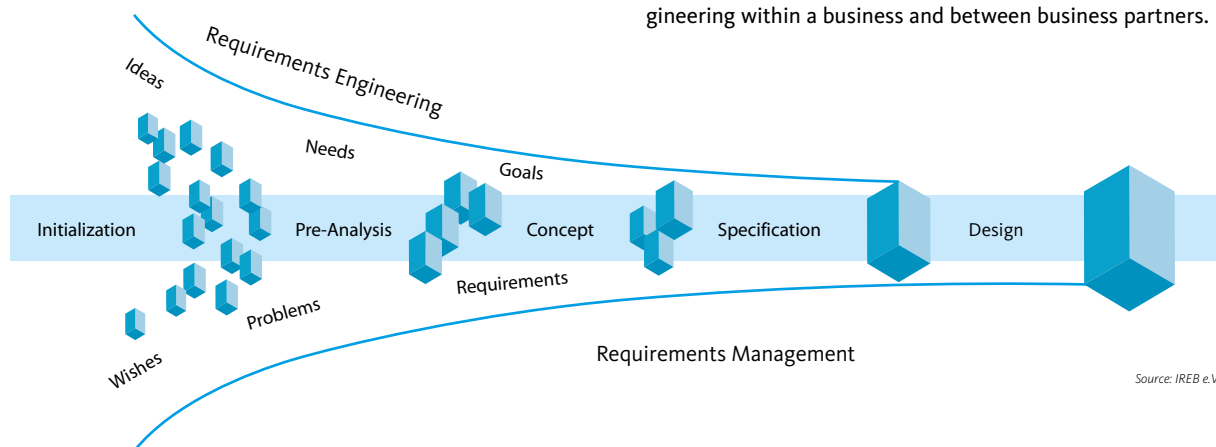 gineering within a business and between business partners.
Requirements Engineering
Ideas
Needs
Goals
Initialization
Pre-Analysis
Concept
Specification
Design
Requirements
Problems
Wishes
Requirements Management
Source: IREB e.V